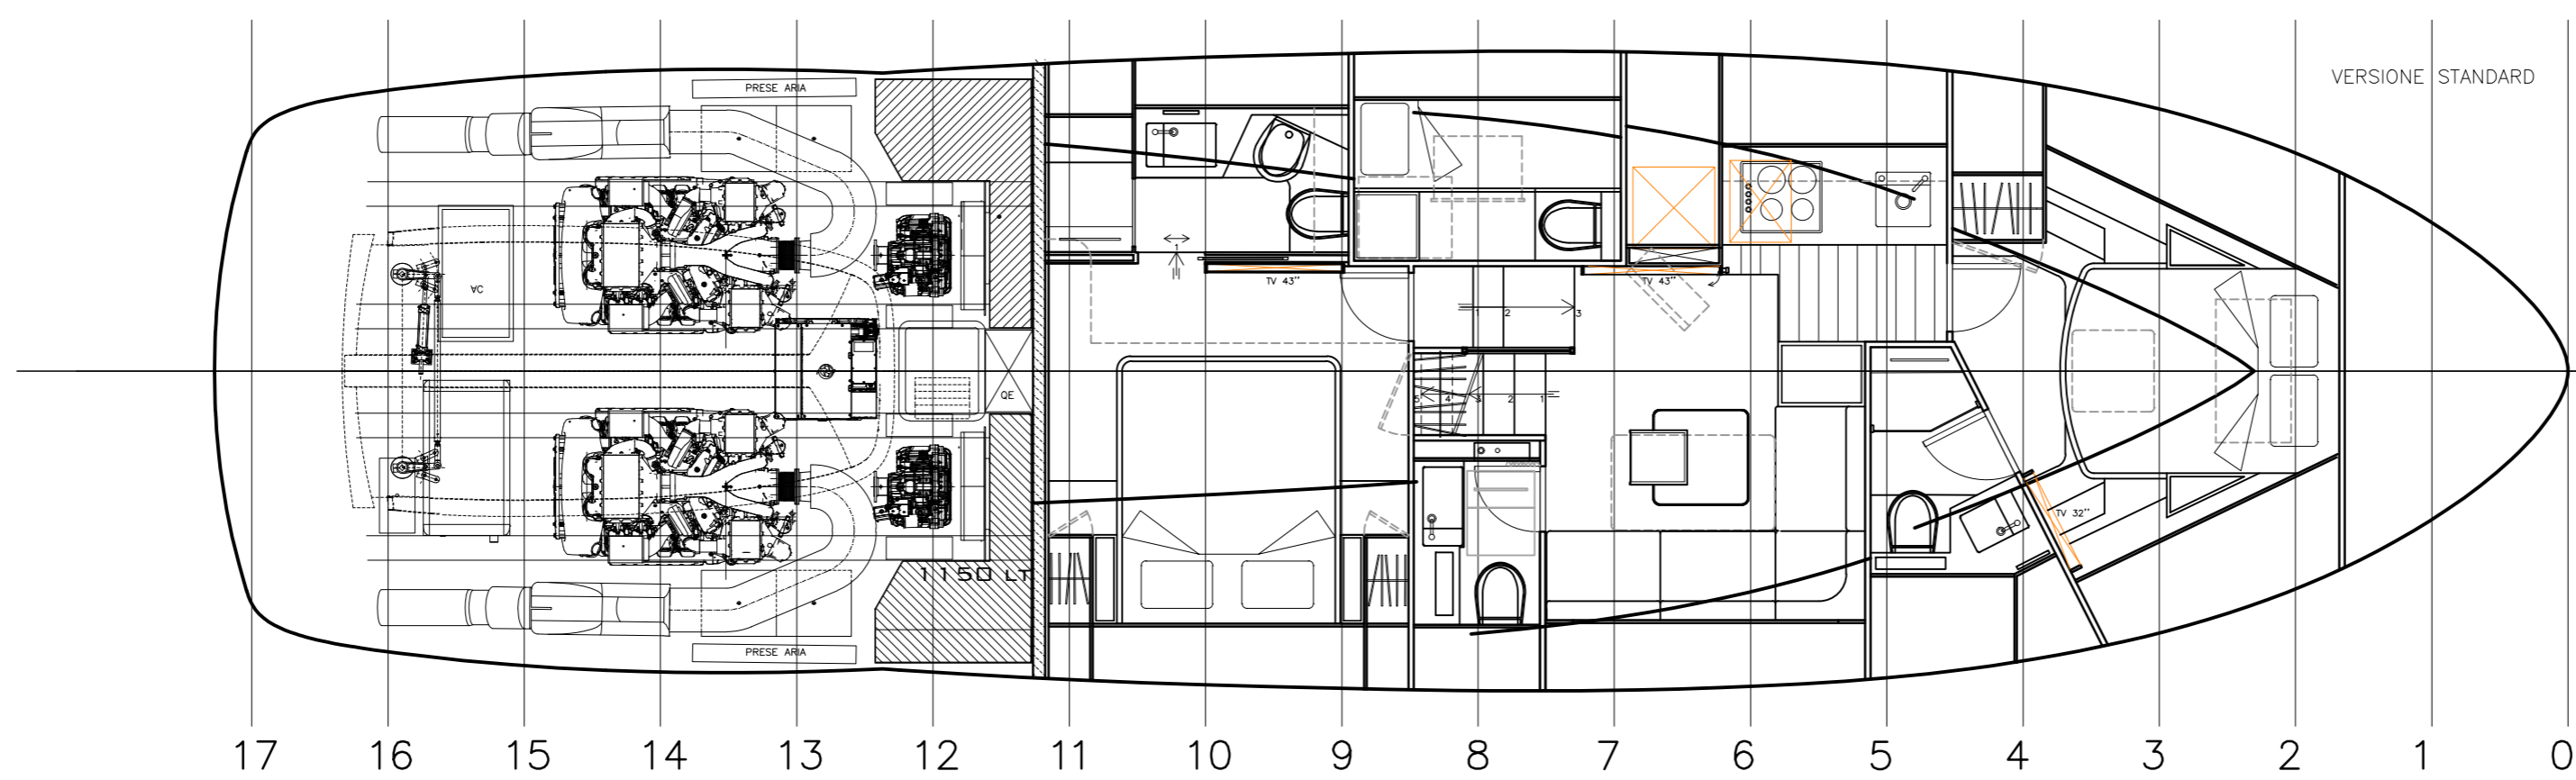 VERSIONE STANDARD
PRESE ARIA
AC
TV 43''
TV 43''
1
1 2 3
5 4 3 2 1
QE
TV 32''
1150 LT
PRESE ARIA
17 16 15 14 13 12 11 10 9 8 7 6 5 4 3 2 1 0